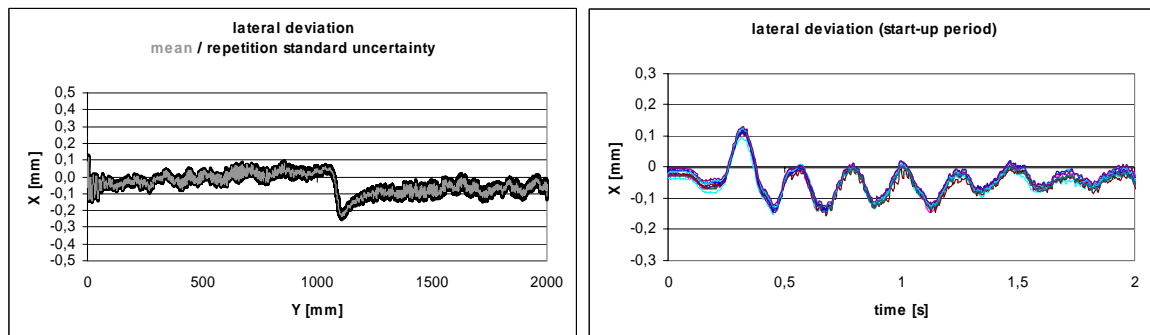 lateral deviation
mean / repetition standard uncertainty
0,5
0,4
0,3
0,2
0,1
0,0
-0,1
-0,2
-0,3
-0,4
-0,5
X [mm]
0 500 1000 1500 2000
Y [mm]
lateral deviation (start-up period)
0,3
0,2
0,1
0
-0,1
-0,2
-0,3
X [mm]
0 0,5 1 1,5 2
time [s]